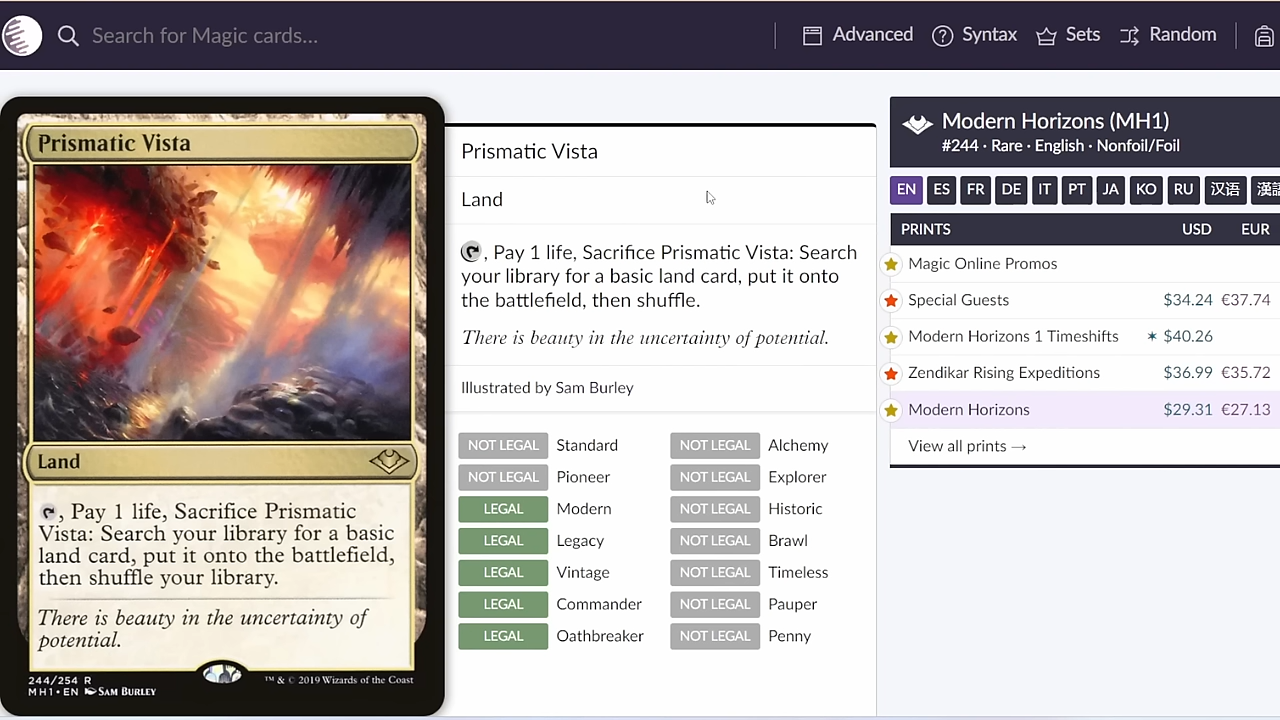 Search for Magic cards...
Advanced
Syntax
Sets
Random
Prismatic Vista
Land
, Pay 1 life, Sacrifice Prismatic
Vista: Search your library for a basic
land card, put it onto the battlefield,
then shuffle your library.
There is beauty in the uncertainty of
potential.
244/254 R
MH1 • EN SAM BURLEY
™ & © 2019 Wizards of the Coast
Prismatic Vista
Land
, Pay 1 life, Sacrifice Prismatic Vista: Search
your library for a basic land card, put it onto
the battlefield, then shuffle.
There is beauty in the uncertainty of potential.
Illustrated by Sam Burley
NOT LEGAL Standard NOT LEGAL Alchemy
NOT LEGAL Pioneer NOT LEGAL Explorer
LEGAL Modern NOT LEGAL Historic
LEGAL Legacy NOT LEGAL Brawl
LEGAL Vintage NOT LEGAL Timeless
LEGAL Commander NOT LEGAL Pauper
LEGAL Oathbreaker NOT LEGAL Penny
Modern Horizons (MH1)
#244 · Rare · English · Nonfoil/Foil
EN ES FR DE IT PT JA KO RU 汉语 漢
PRINTS USD EUR
Magic Online Promos
Special Guests $34.24 €37.74
Modern Horizons 1 Timeshifts ✶ $40.26
Zendikar Rising Expeditions $36.99 €35.72
Modern Horizons $29.31 €27.13
View all prints →